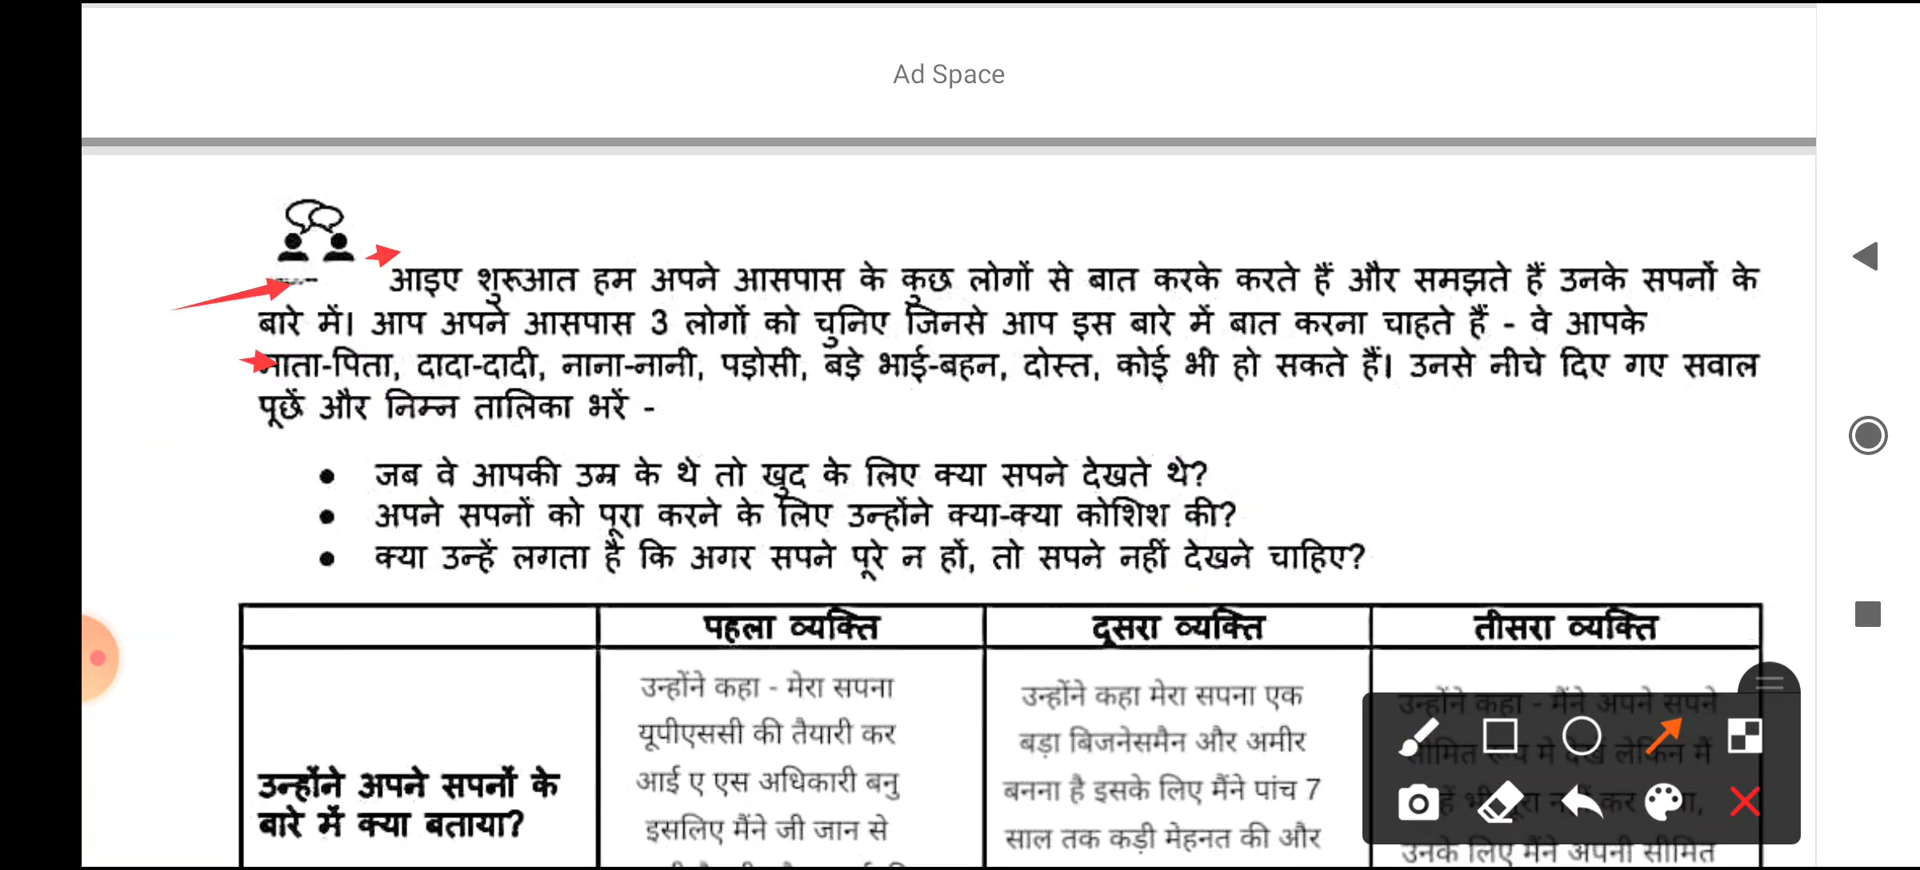 Ad Space
आइए शुरूआत हम अपने आसपास के कुछ लोगों से बात करके करते हैं और समझते हैं उनके सपनों के
बारे में। आप अपने आसपास 3 लोगों को चुनिए जिनसे आप इस बारे में बात करना चाहते हैं - वे आपके
माता-पिता, दादा-दादी, नाना-नानी, पड़ोसी, बड़े भाई-बहन, दोस्त, कोई भी हो सकते हैं। उनसे नीचे दिए गए सवाल
पूछें और निम्न तालिका भरें -
• जब वे आपकी उम्र के थे तो खुद के लिए क्या सपने देखते थे?
• अपने सपनों को पूरा करने के लिए उन्होंने क्या-क्या कोशिश की?
• क्या उन्हें लगता है कि अगर सपने पूरे न हों, तो सपने नहीं देखने चाहिए?
पहला व्यक्ति
दूसरा व्यक्ति
तीसरा व्यक्ति
उन्होंने अपने सपनों के
बारे में क्या बताया?
उन्होंने कहा - मेरा सपना
यूपीएससी की तैयारी कर
आई ए एस अधिकारी बनु
इसलिए मैंने जी जान से
उन्होंने कहा मेरा सपना एक
बड़ा बिजनेसमैन और अमीर
बनना है इसके लिए मैंने पांच 7
साल तक कड़ी मेहनत की और
उन्होंने कहा - मैंने अपने सपने
सीमित रूप मे देखे लेकिन मैं
उनके लिए मैंने अपनी सीमित